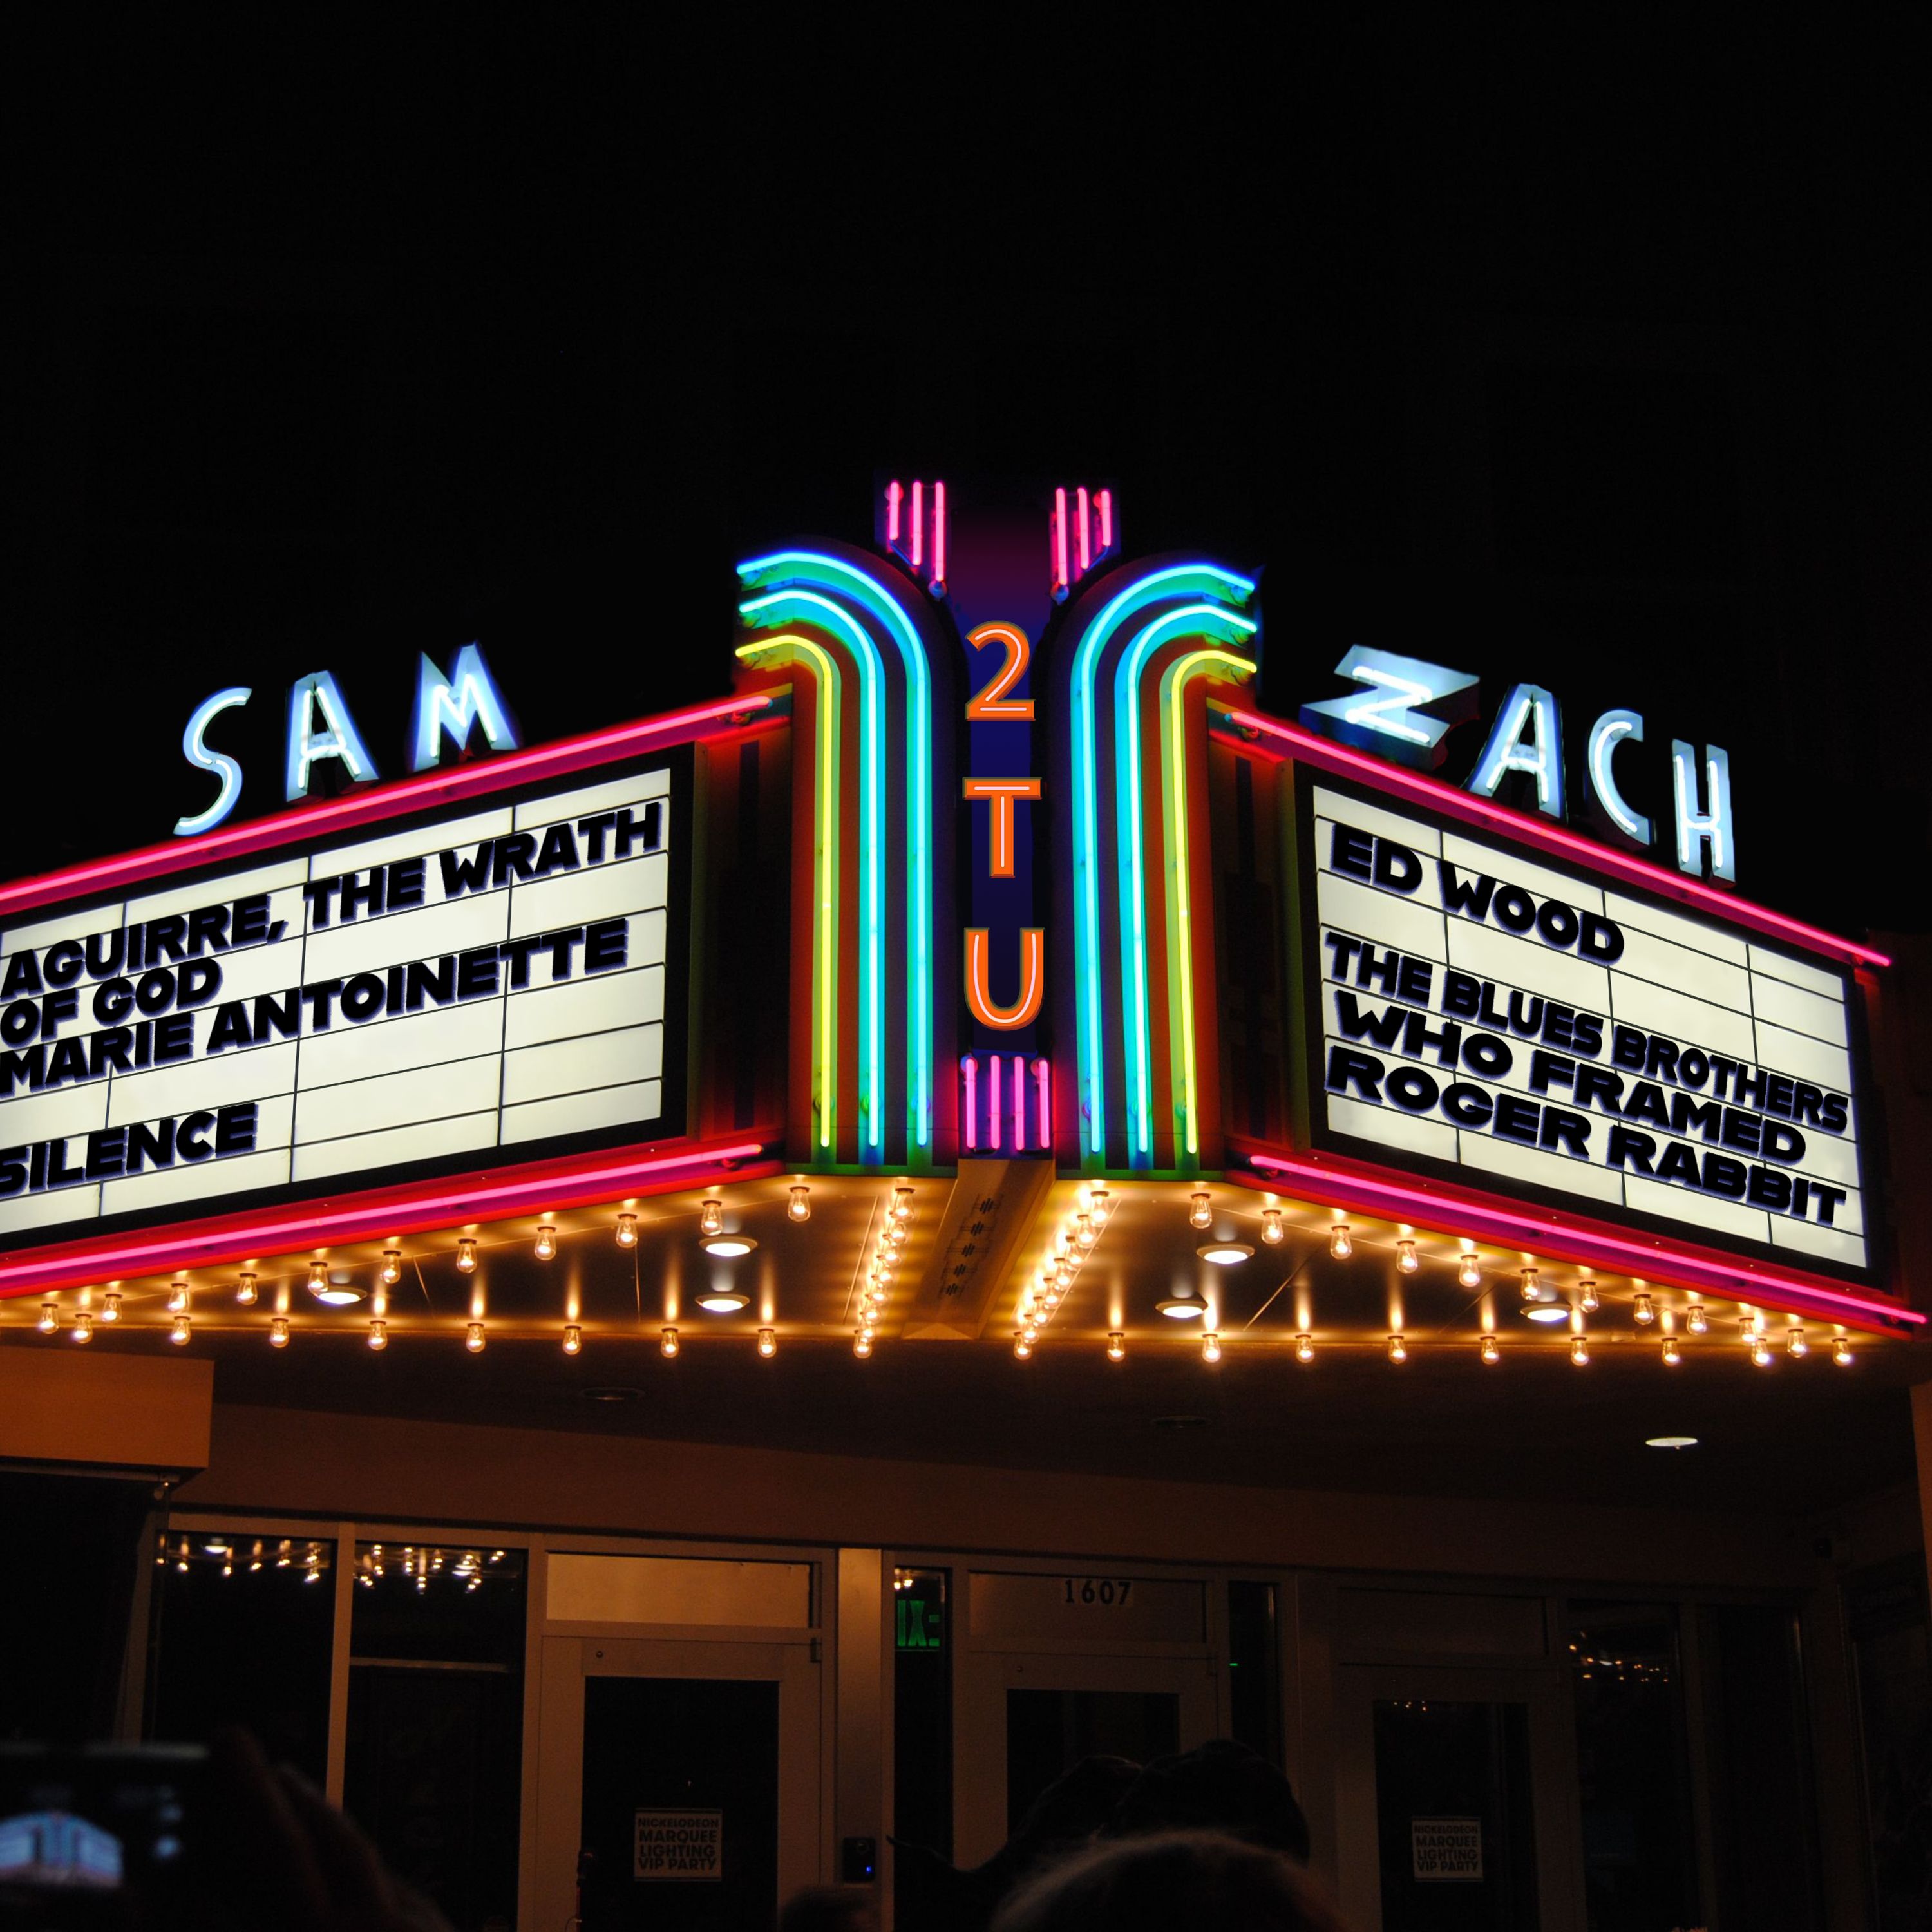 SAM
ZACH
2
T
U
AGUIRRE, THE WRATH
OF GOD
MARIE ANTOINETTE
SILENCE
ED WOOD
THE BLUES BROTHERS
WHO FRAMED
ROGER RABBIT
1607
NICKELODEON
MARQUEE
LIGHTING
VIP PARTY
NICKELODEON
MARQUEE
LIGHTING
VIP PARTY